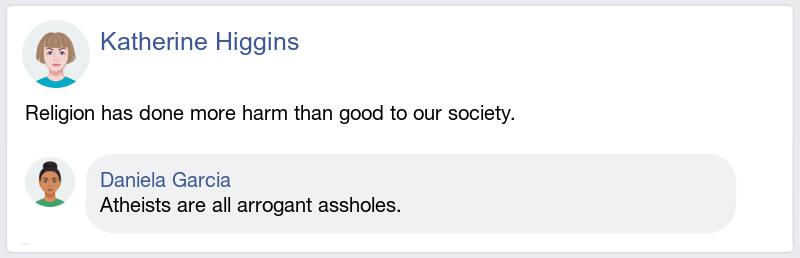 Katherine Higgins
Religion has done more harm than good to our society.
Daniela Garcia
Atheists are all arrogant assholes.